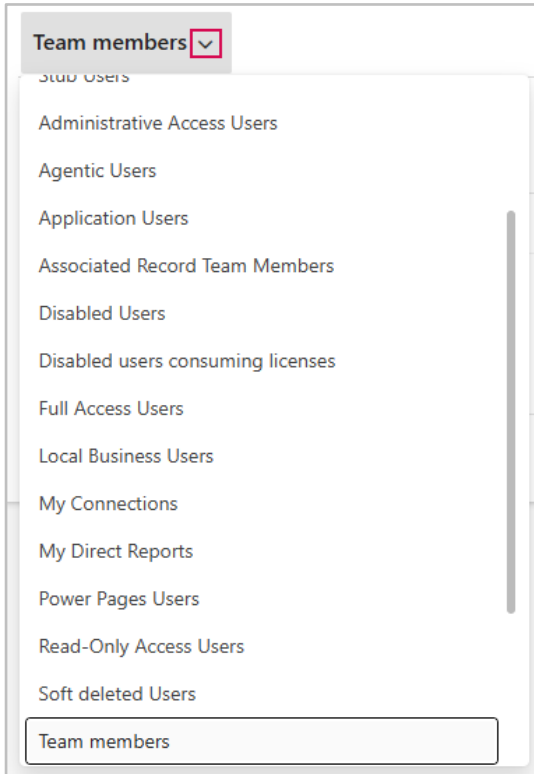 Team members
Stub Users
Administrative Access Users
Agentic Users
Application Users
Associated Record Team Members
Disabled Users
Disabled users consuming licenses
Full Access Users
Local Business Users
My Connections
My Direct Reports
Power Pages Users
Read-Only Access Users
Soft deleted Users
Team members